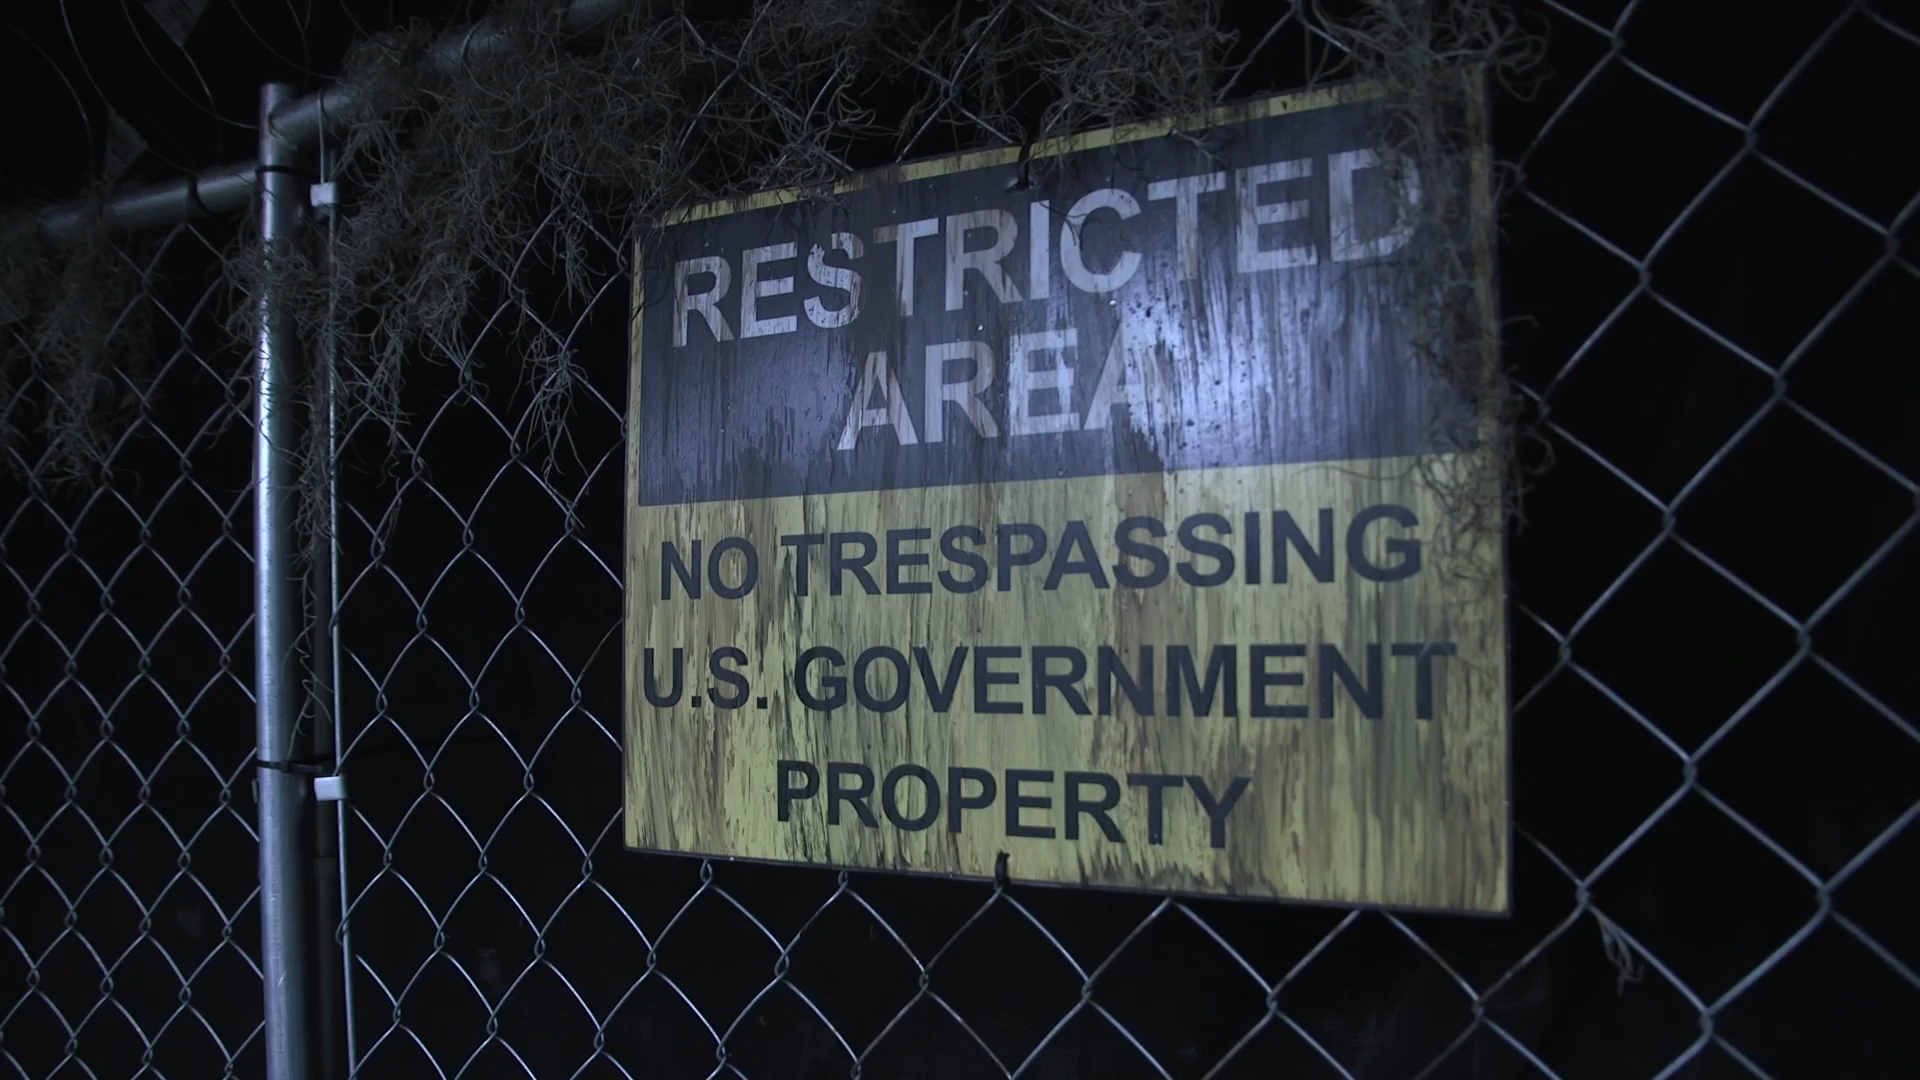 RESTRICTED
AREA
NO TRESPASSING
U.S. GOVERNMENT
PROPERTY